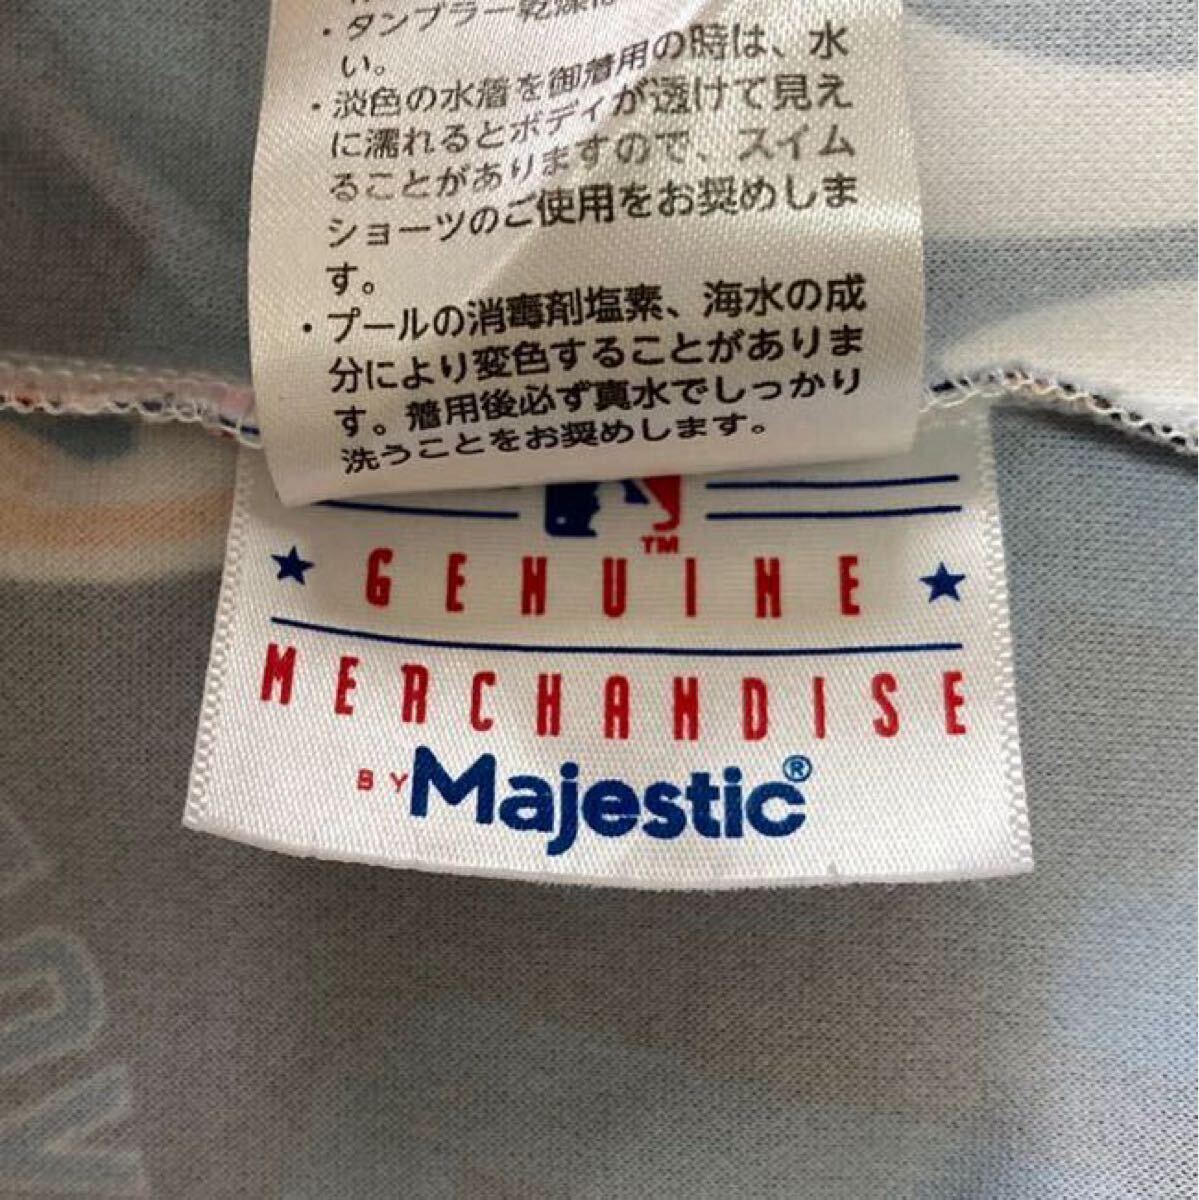 ・タンブラー乾燥は
い。
・淡色の水着を御着用の時は、水
に濡れるとボディが透けて見え
ることがありますので、スイム
ショーツのご使用をお奨めしま
す。
・プールの消毒剤塩素、海水の成
分により変色することがありま
す。着用後必ず真水でしっかり
洗うことをお奨めします。
TM
GENUINE
MERCHANDISE
BY Majestic®